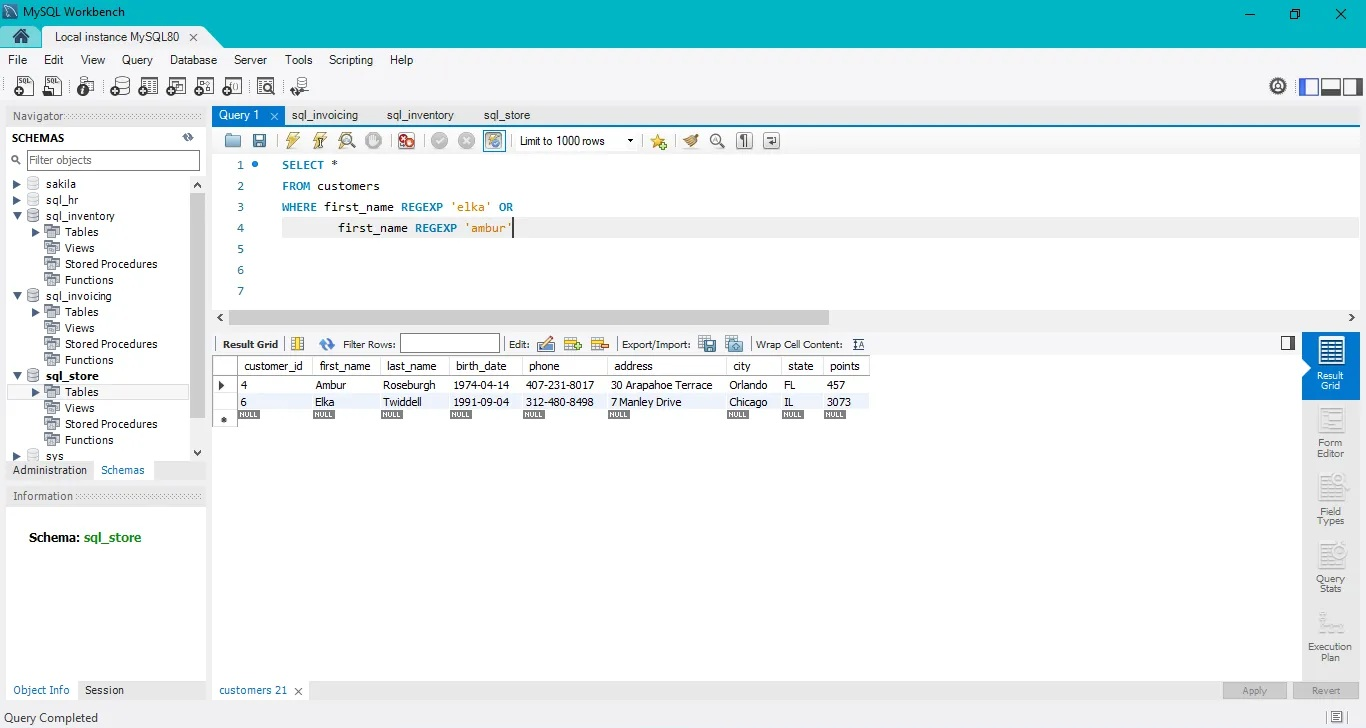 MySQL Workbench
Local instance MySQL80
File Edit View Query Database Server Tools Scripting Help
Navigator
SCHEMAS
Filter objects
sakila
sql_hr
sql_inventory
Tables
Views
Stored Procedures
Functions
sql_invoicing
Tables
Views
Stored Procedures
Functions
sql_store
Tables
Views
Stored Procedures
Functions
sys
Administration Schemas
Information
Schema: sql_store
Object Info Session
Query 1 sql_invoicing sql_inventory sql_store
Limit to 1000 rows
1 SELECT *
2 FROM customers
3 WHERE first_name REGEXP 'elka' OR
4 first_name REGEXP 'ambur'
5
6
7
Result Grid Filter Rows: Edit: Export/Import: Wrap Cell Content:
customer_id first_name last_name birth_date phone address city state points
4 Ambur Roseburgh 1974-04-14 407-231-8017 30 Arapahoe Terrace Orlando FL 457
6 Elka Twiddell 1991-09-04 312-480-8498 7 Manley Drive Chicago IL 3073
NULL NULL NULL NULL NULL NULL NULL NULL NULL
Result
Grid
Form
Editor
Field
Types
Query
Stats
Execution
Plan
customers 21
Apply Revert
Query Completed